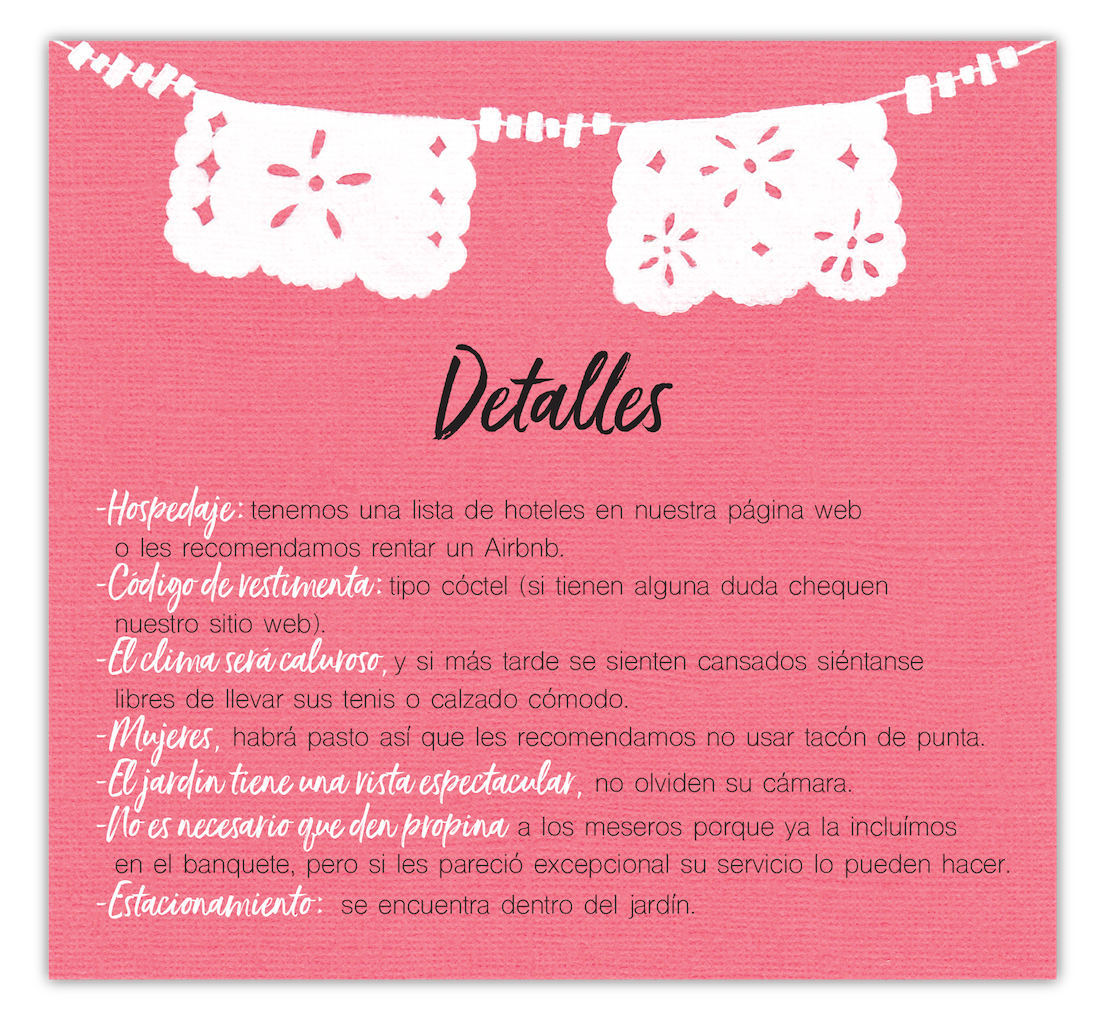 Detalles
-Hospedaje: tenemos una lista de hoteles en nuestra página web
o les recomendamos rentar un Airbnb.
-Código de vestimenta: tipo cóctel (si tienen alguna duda chequen
nuestro sitio web).
-El clima será caluroso, y si más tarde se sienten cansados siéntanse
libres de llevar sus tenis o calzado cómodo.
-Mujeres, habrá pasto así que les recomendamos no usar tacón de punta.
-El jardín tiene una vista espectacular, no olviden su cámara.
-No es necesario que den propina a los meseros porque ya la incluímos
en el banquete, pero si les pareció excepcional su servicio lo pueden hacer.
-Estacionamiento: se encuentra dentro del jardín.